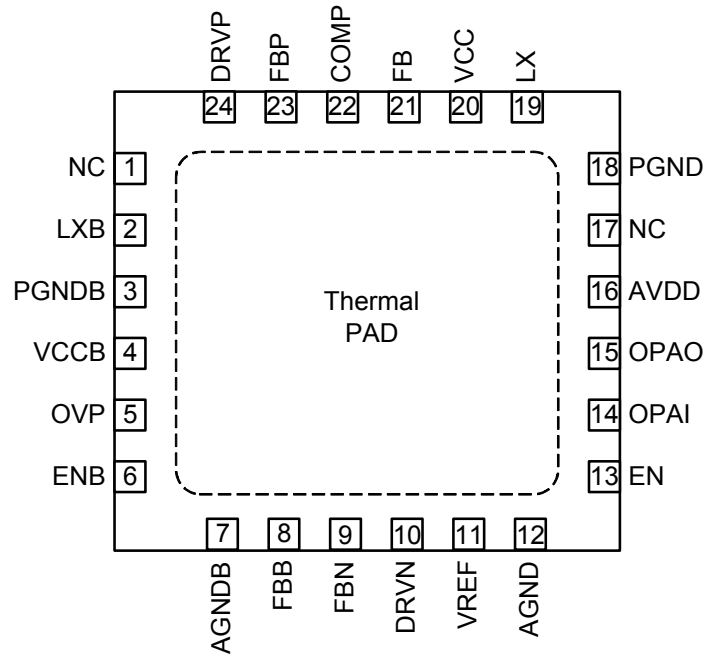 DRVP
FBP
COMP
FB
VCC
LX
24
23
22
21
20
19
NC 1
LXB 2
PGNDB 3
VCCB 4
OVP 5
ENB 6
Thermal
PAD
18 PGND
17 NC
16 AVDD
15 OPAO
14 OPAI
13 EN
7
8
9
10
11
12
AGNDB
FBB
FBN
DRVN
VREF
AGND